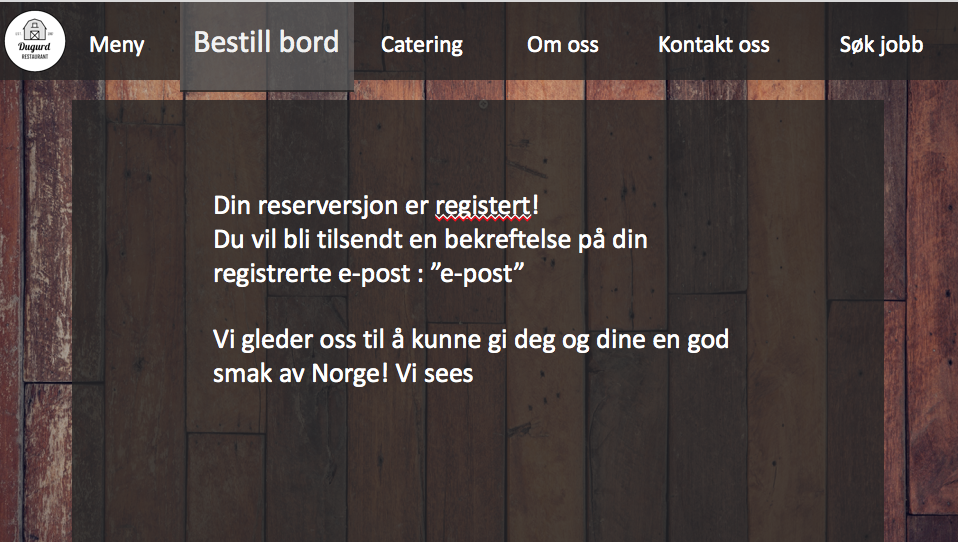 Dugurd
RESTAURANT
Meny
Bestill bord
Catering
Om oss
Kontakt oss
Søk jobb
Din reserversjon er registert!
Du vil bli tilsendt en bekreftelse på din
registrerte e-post : ”e-post”
Vi gleder oss til å kunne gi deg og dine en god
smak av Norge! Vi sees